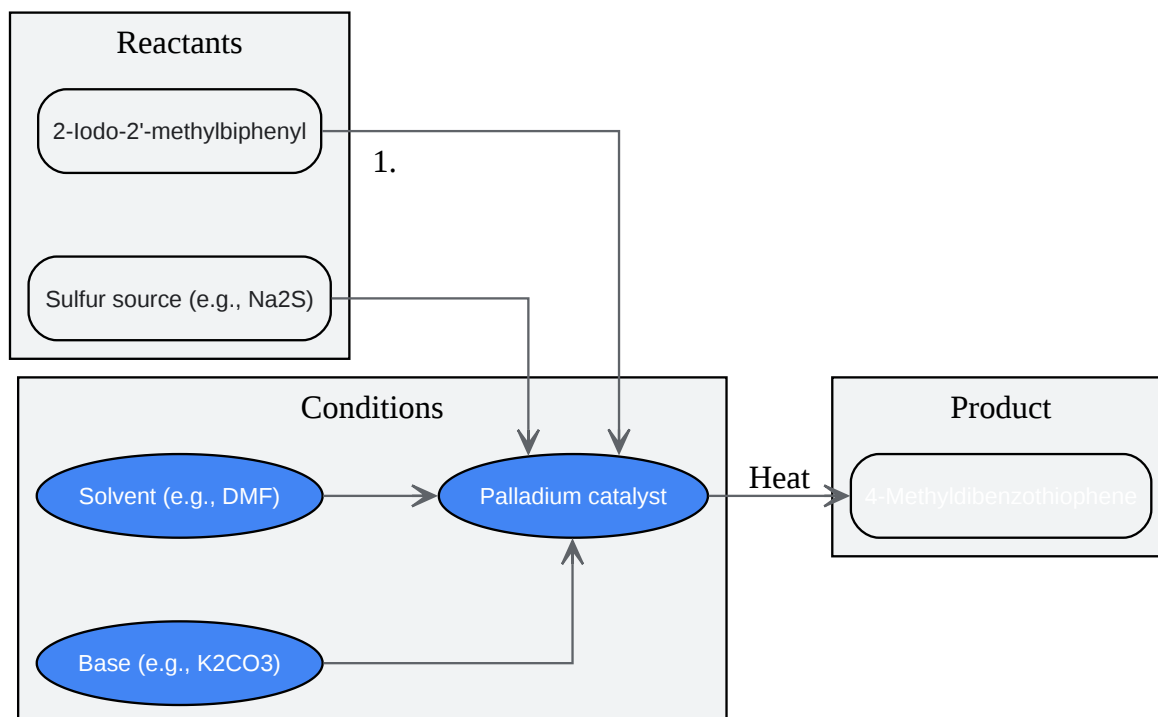 Reactants
2-Iodo-2'-methylbiphenyl
1.
Sulfur source (e.g., Na2S)
Conditions
Product
Solvent (e.g., DMF)
Palladium catalyst
Heat
4-Methyldibenzothiophene
Base (e.g., K2CO3)